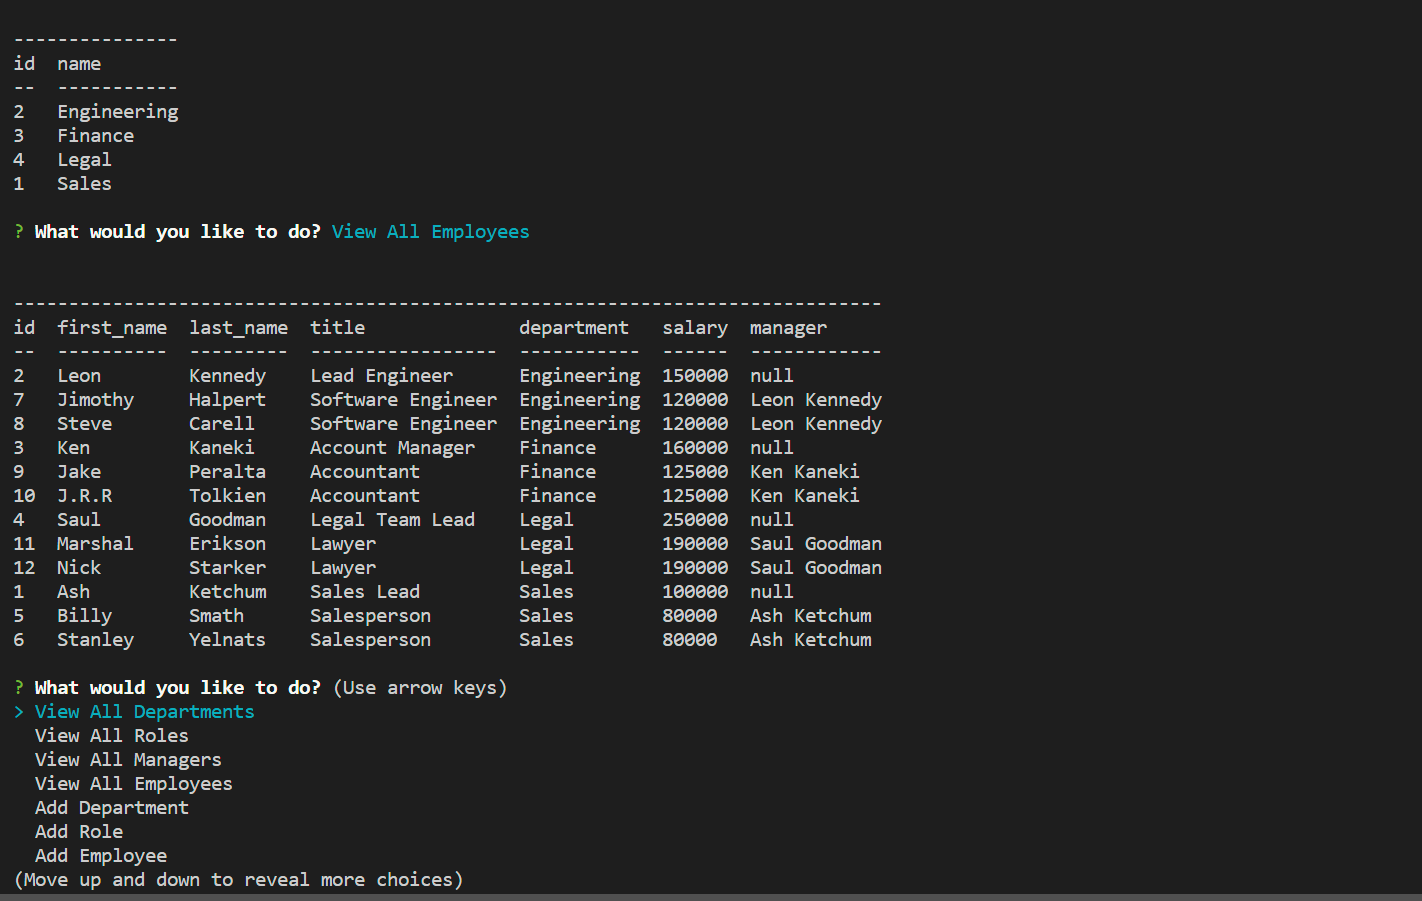 ---------------
id  name
--  -----------
2   Engineering
3   Finance
4   Legal
1   Sales
? What would you like to do? View All Employees
-------------------------------------------------------------------------------
id  first_name  last_name  title              department   salary  manager
--  ----------  ---------  -----------------  -----------  ------  ------------
2   Leon        Kennedy    Lead Engineer      Engineering  150000  null
7   Jimothy     Halpert    Software Engineer  Engineering  120000  Leon Kennedy
8   Steve       Carell     Software Engineer  Engineering  120000  Leon Kennedy
3   Ken         Kaneki     Account Manager    Finance      160000  null
9   Jake        Peralta    Accountant         Finance      125000  Ken Kaneki
10  J.R.R       Tolkien    Accountant         Finance      125000  Ken Kaneki
4   Saul        Goodman    Legal Team Lead    Legal        250000  null
11  Marshal     Erikson    Lawyer             Legal        190000  Saul Goodman
12  Nick        Starker    Lawyer             Legal        190000  Saul Goodman
1   Ash         Ketchum    Sales Lead         Sales        100000  null
5   Billy       Smath      Salesperson        Sales        80000   Ash Ketchum
6   Stanley     Yelnats    Salesperson        Sales        80000   Ash Ketchum
? What would you like to do? (Use arrow keys)
> View All Departments
  View All Roles
  View All Managers
  View All Employees
  Add Department
  Add Role
  Add Employee
(Move up and down to reveal more choices)